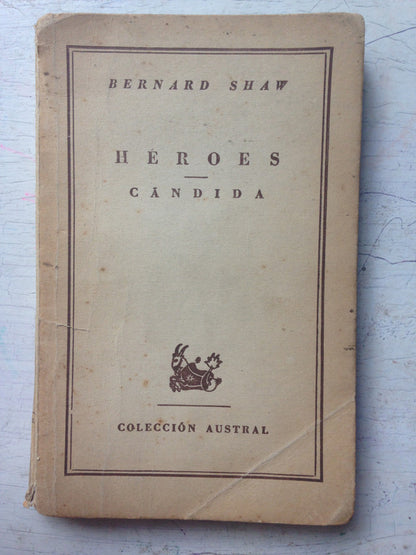 BERNARD SHAW
HÉROES
CÁNDIDA
COLECCIÓN AUSTRAL